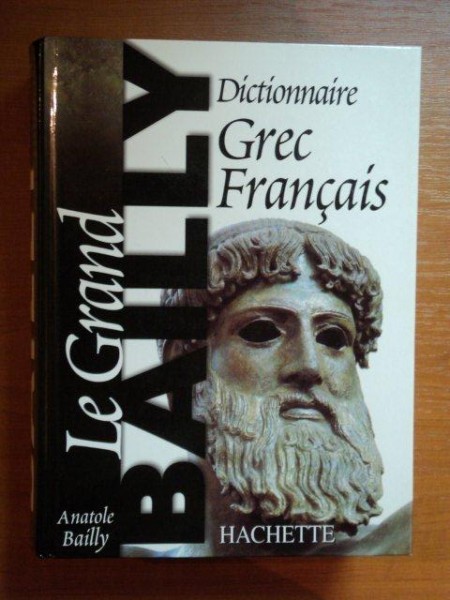 Le Grand
BAILLY
Dictionnaire
Grec
Français
Anatole
Bailly
HACHETTE